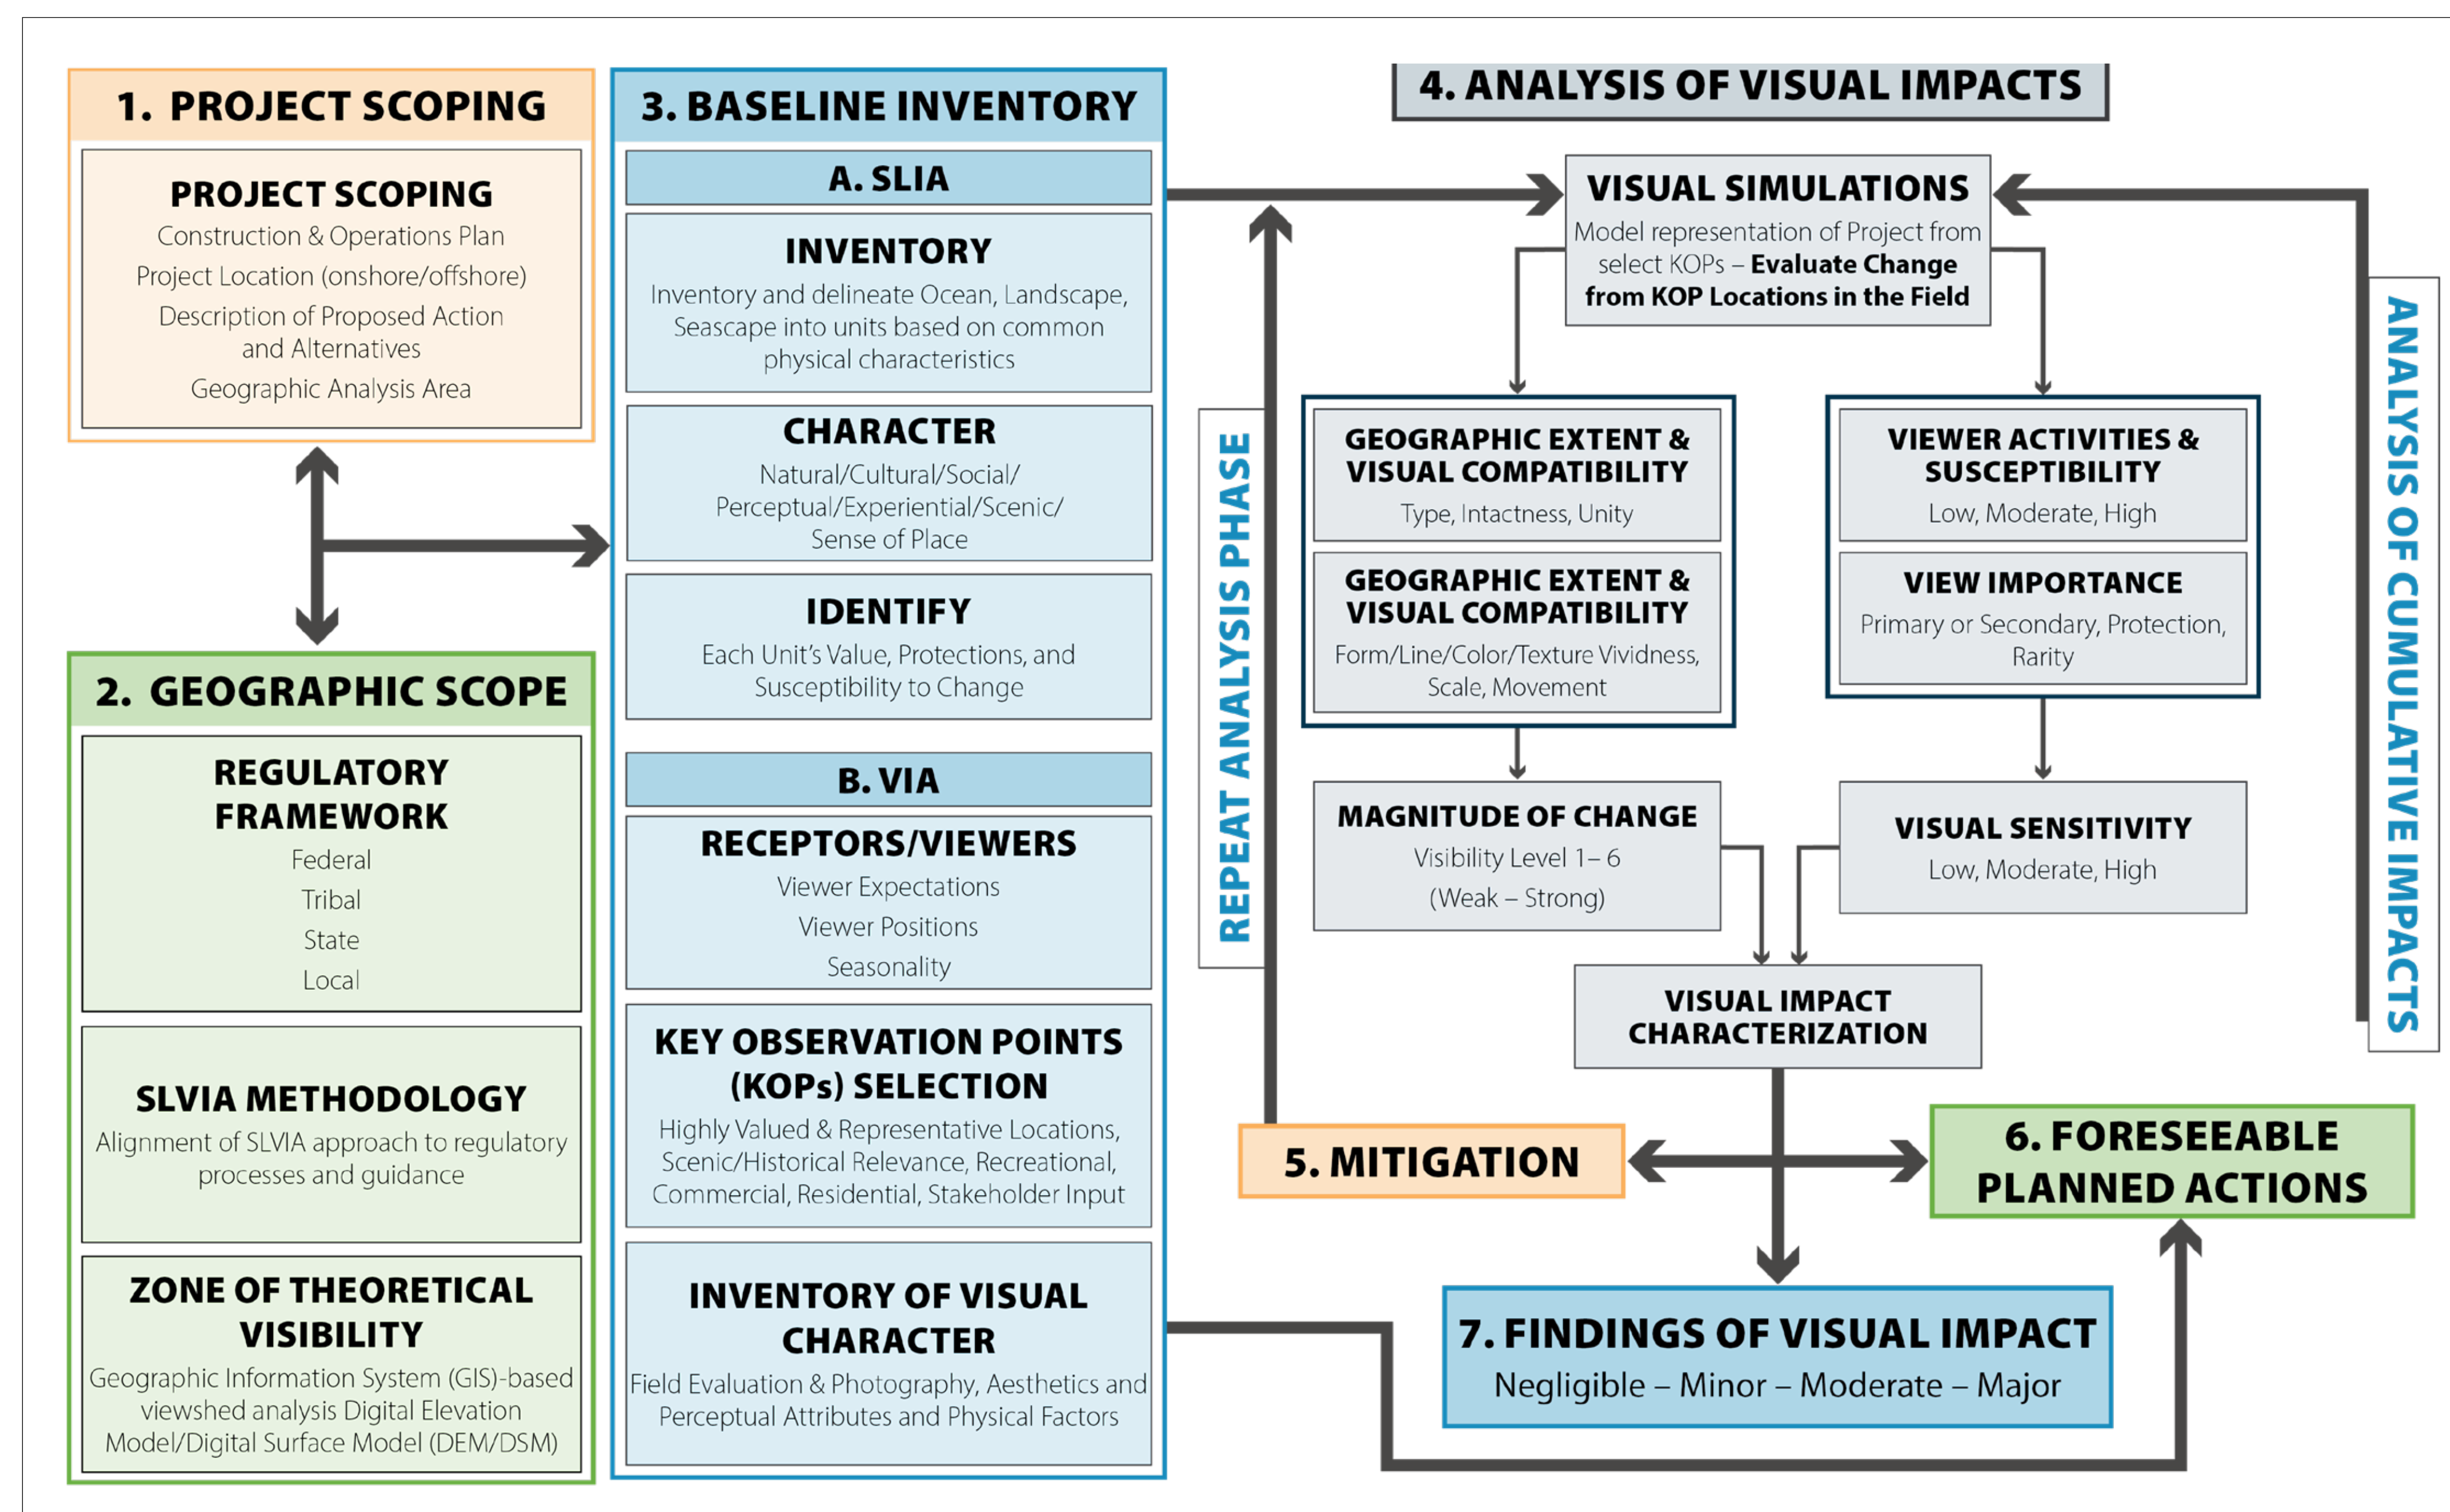 1. PROJECT SCOPING
PROJECT SCOPING
Construction & Operations Plan
Project Location (onshore/offshore)
Description of Proposed Action
and Alternatives
Geographic Analysis Area
2. GEOGRAPHIC SCOPE
REGULATORY
FRAMEWORK
Federal
Tribal
State
Local
SLVIA METHODOLOGY
Alignment of SLVIA approach to regulatory
processes and guidance
ZONE OF THEORETICAL
VISIBILITY
Geographic Information System (GIS)-based
viewshed analysis Digital Elevation
Model/Digital Surface Model (DEM/DSM)
3. BASELINE INVENTORY
A. SLIA
INVENTORY
Inventory and delineate Ocean, Landscape,
Seascape into units based on common
physical characteristics
CHARACTER
Natural/Cultural/Social/
Perceptual/Experiential/Scenic/
Sense of Place
IDENTIFY
Each Unit's Value, Protections, and
Susceptibility to Change
B. VIA
RECEPTORS/VIEWERS
Viewer Expectations
Viewer Positions
Seasonality
KEY OBSERVATION POINTS
(KOPs) SELECTION
Highly Valued & Representative Locations,
Scenic/Historical Relevance, Recreational,
Commercial, Residential, Stakeholder Input
INVENTORY OF VISUAL
CHARACTER
Field Evaluation & Photography, Aesthetics and
Perceptual Attributes and Physical Factors
REPEAT ANALYSIS PHASE
4. ANALYSIS OF VISUAL IMPACTS
VISUAL SIMULATIONS
Model representation of Project from
select KOPs – Evaluate Change
from KOP Locations in the Field
GEOGRAPHIC EXTENT &
VISUAL COMPATIBILITY
Type, Intactness, Unity
GEOGRAPHIC EXTENT &
VISUAL COMPATIBILITY
Form/Line/Color/Texture Vividness,
Scale, Movement
VIEWER ACTIVITIES &
SUSCEPTIBILITY
Low, Moderate, High
VIEW IMPORTANCE
Primary or Secondary, Protection,
Rarity
MAGNITUDE OF CHANGE
Visibility Level 1– 6
(Weak – Strong)
VISUAL SENSITIVITY
Low, Moderate, High
VISUAL IMPACT
CHARACTERIZATION
ANALYSIS OF CUMULATIVE IMPACTS
5. MITIGATION
6. FORESEEABLE
PLANNED ACTIONS
7. FINDINGS OF VISUAL IMPACT
Negligible – Minor – Moderate – Major